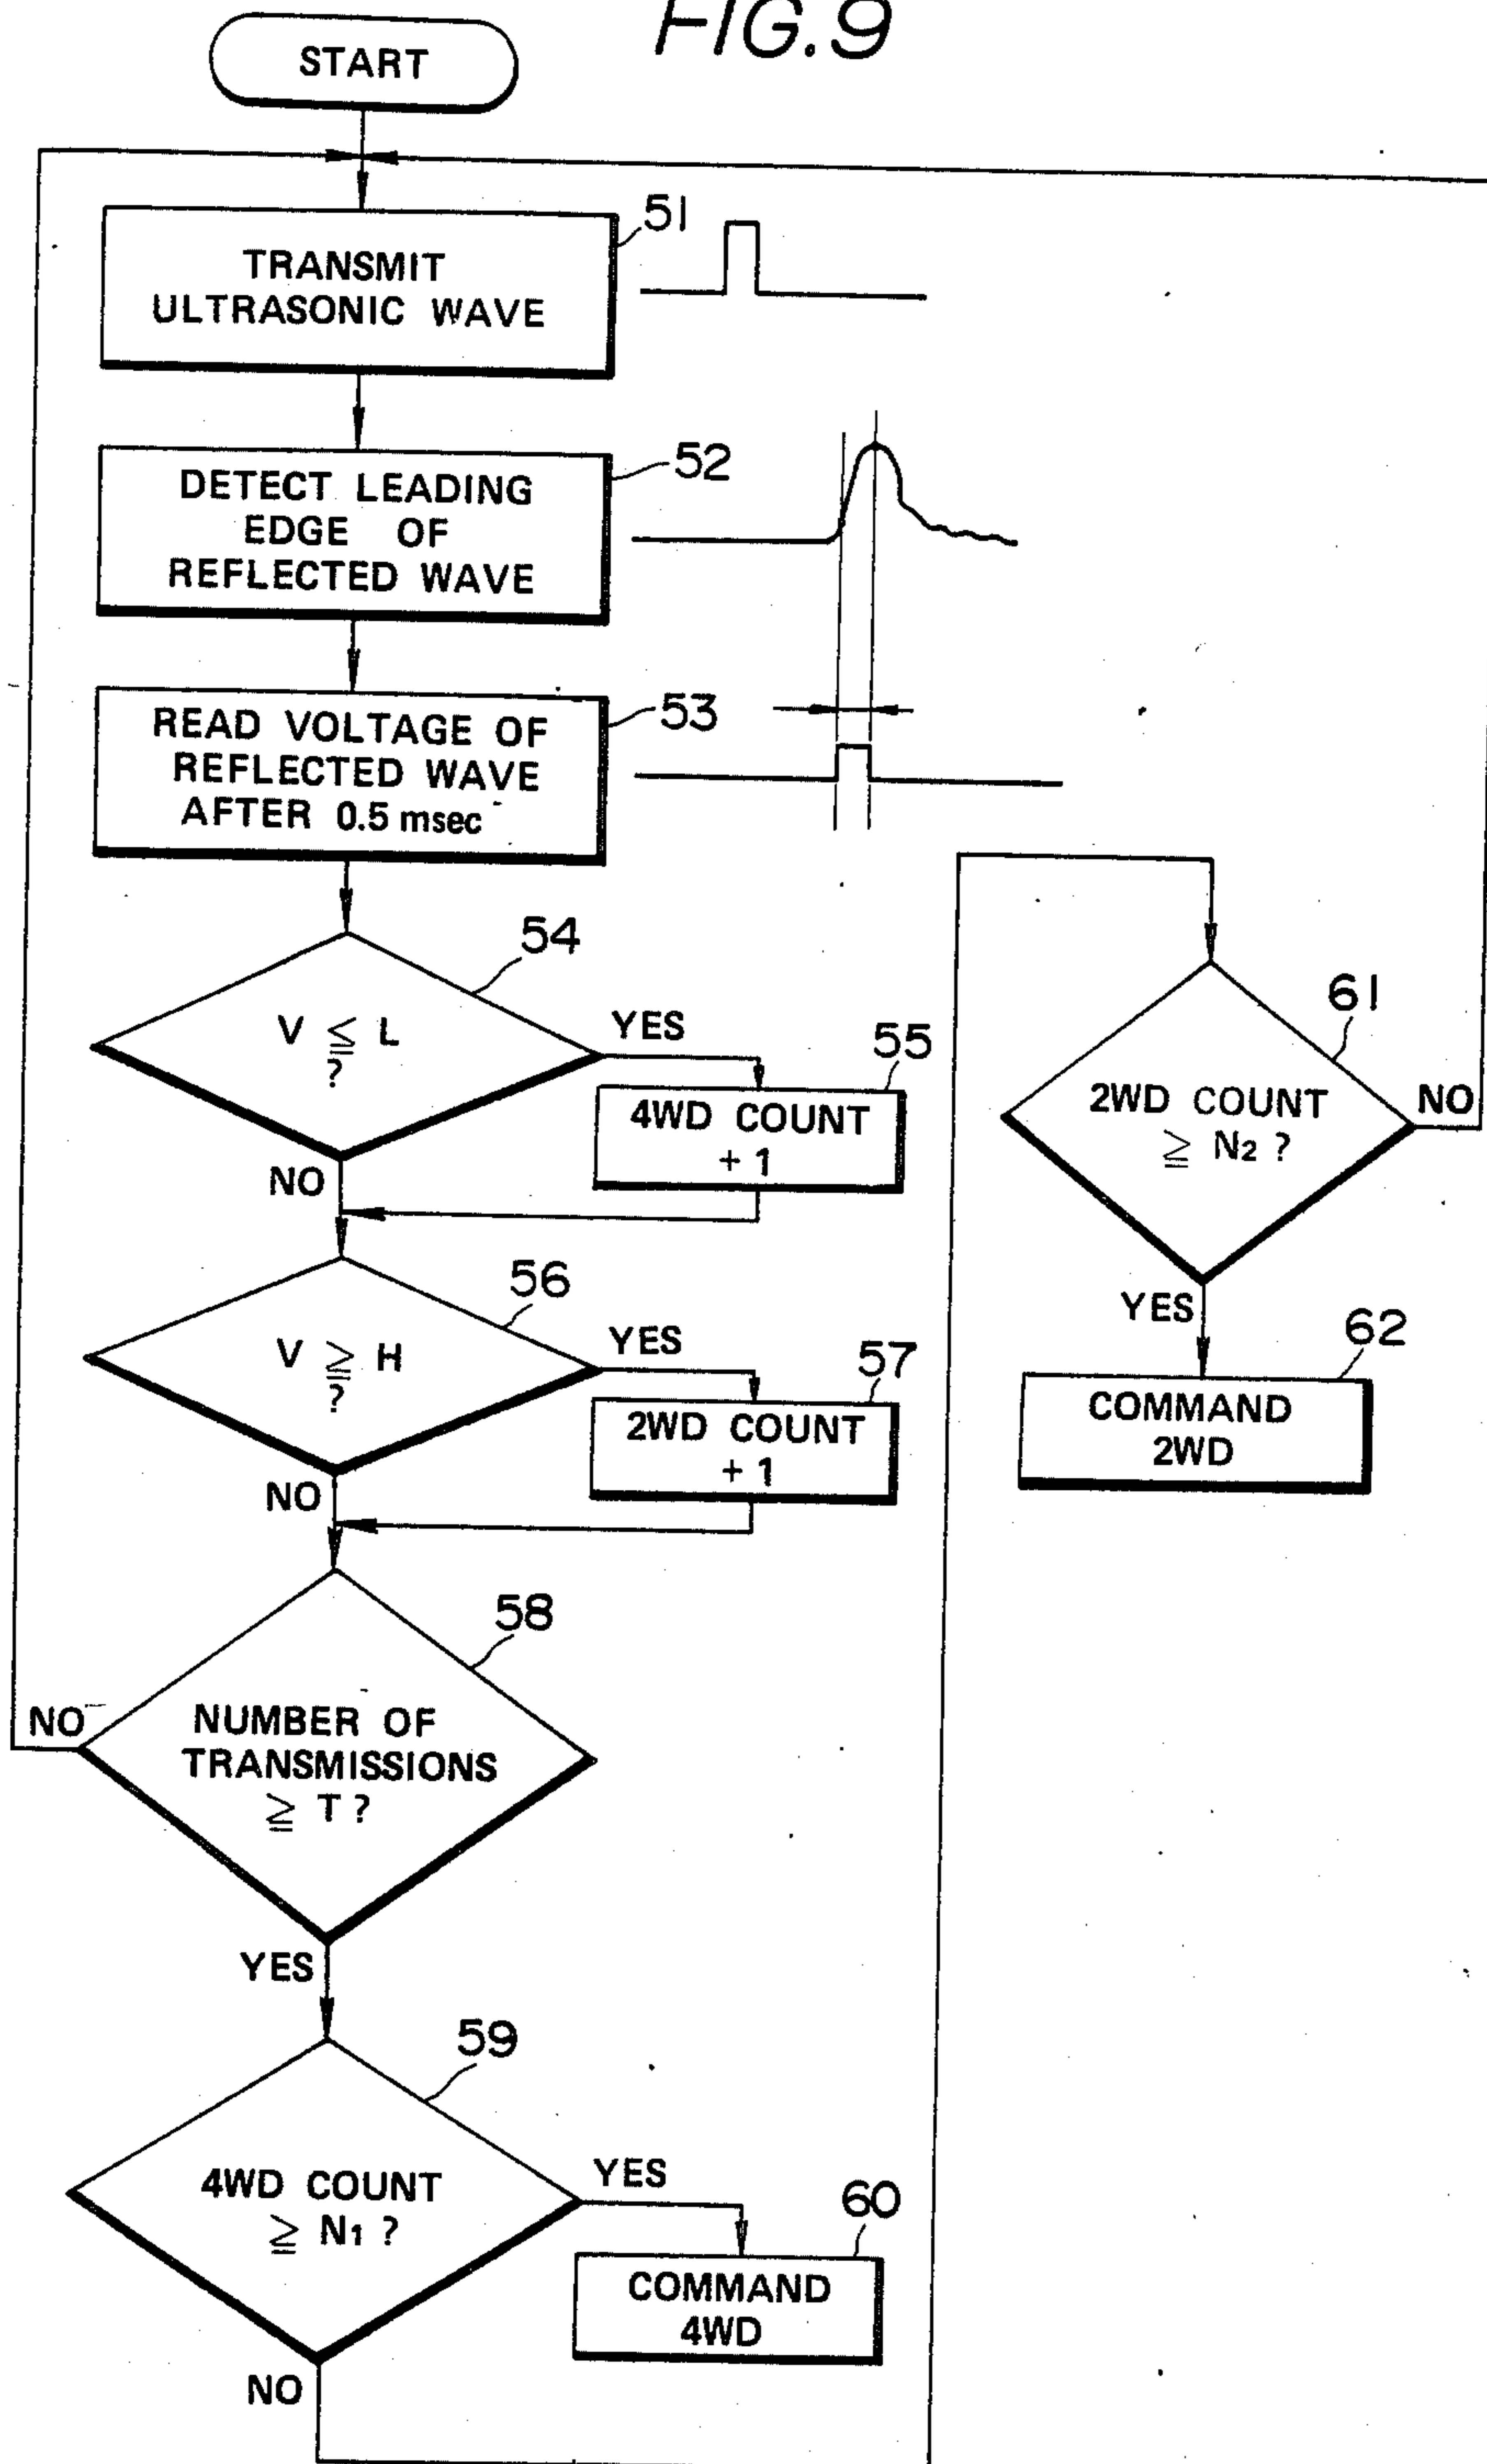 FIG.9
START
51
TRANSMIT
ULTRASONIC WAVE
52
DETECT LEADING
EDGE OF
REFLECTED WAVE
53
READ VOLTAGE OF
REFLECTED WAVE
AFTER 0.5 msec
54
V ≦ L
?
YES
NO
55
4WD COUNT
+ 1
56
V ≧ H
?
YES
NO
57
2WD COUNT
+ 1
58
NUMBER OF
TRANSMISSIONS
≧ T ?
NO
YES
59
4WD COUNT
≧ N1 ?
YES
NO
60
COMMAND
4WD
61
2WD COUNT
≧ N2 ?
NO
YES
62
COMMAND
2WD